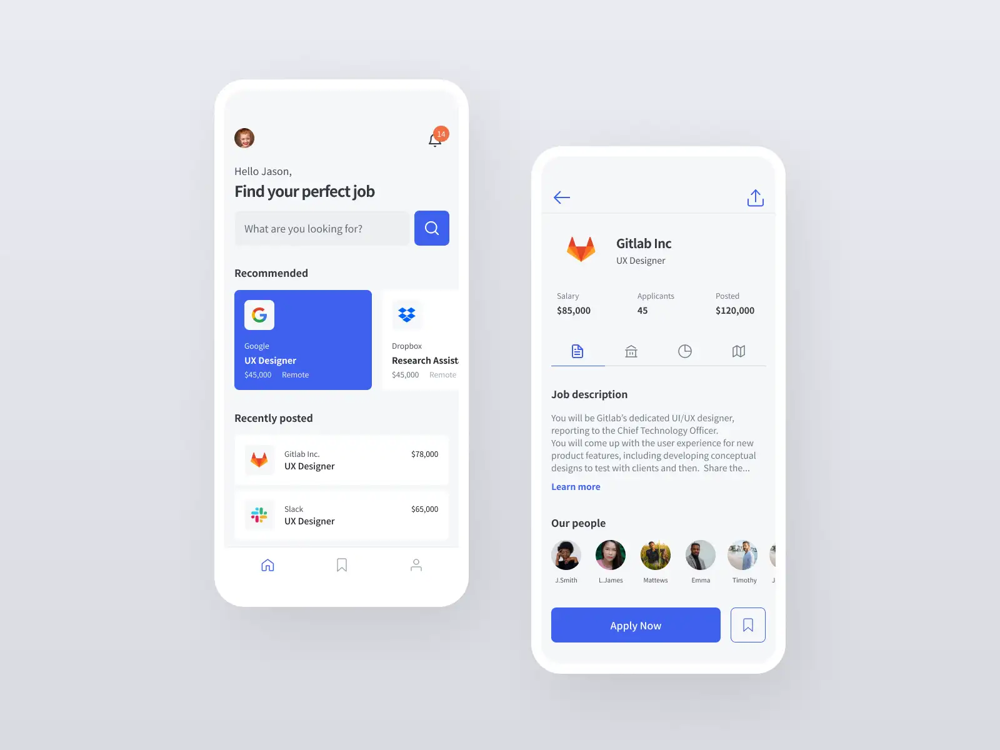 14
Hello Jason,
Find your perfect job
What are you looking for?
Recommended
Google
UX Designer
$45,000 Remote
Dropbox
Research Assist
$45,000 Remote
Recently posted
Gitlab Inc.
UX Designer
$78,000
Slack
UX Designer
$65,000
Gitlab Inc
UX Designer
Salary
$85,000
Applicants
45
Posted
$120,000
Job description
You will be Gitlab’s dedicated UI/UX designer,
reporting to the Chief Technology Officer.
You will come up with the user experience for new
product features, including developing conceptual
designs to test with clients and then. Share the...
Learn more
Our people
J.Smith
L.James
Mattews
Emma
Timothy
J
Apply Now